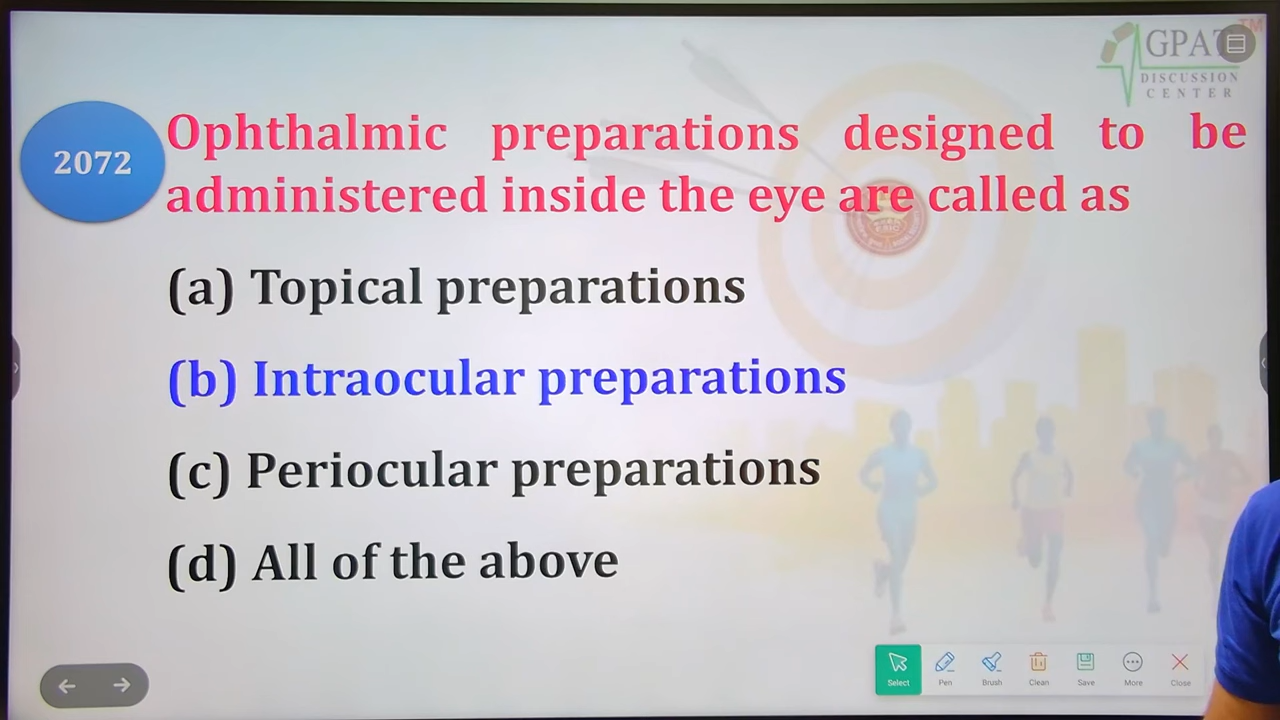 GPAT
TM
DISCUSSION
CENTER
2072
Ophthalmic preparations designed to be
administered inside the eye are called as
(a) Topical preparations
(b) Intraocular preparations
(c) Periocular preparations
(d) All of the above
Select
Pen
Brush
Clean
Save
More
Close